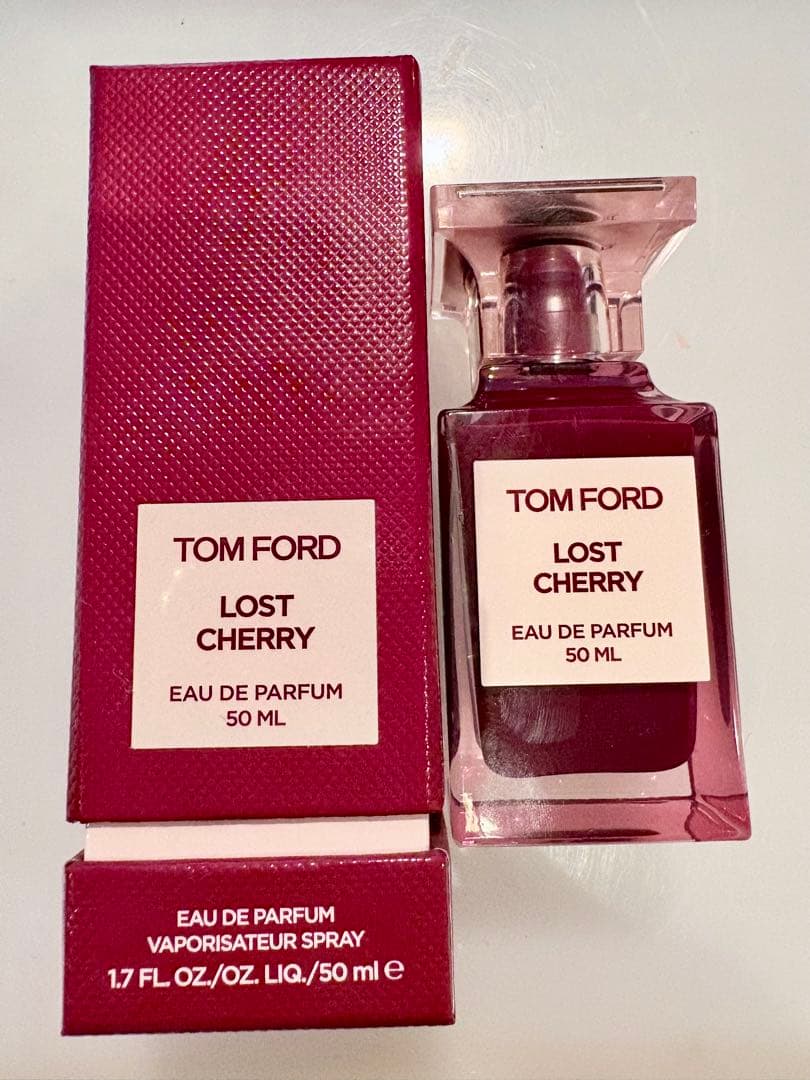 TOM FORD
LOST
CHERRY
EAU DE PARFUM
50 ML
EAU DE PARFUM
VAPORISATEUR SPRAY
1.7 FL. OZ./OZ. LIQ./50 ml ℮
TOM FORD
LOST
CHERRY
EAU DE PARFUM
50 ML